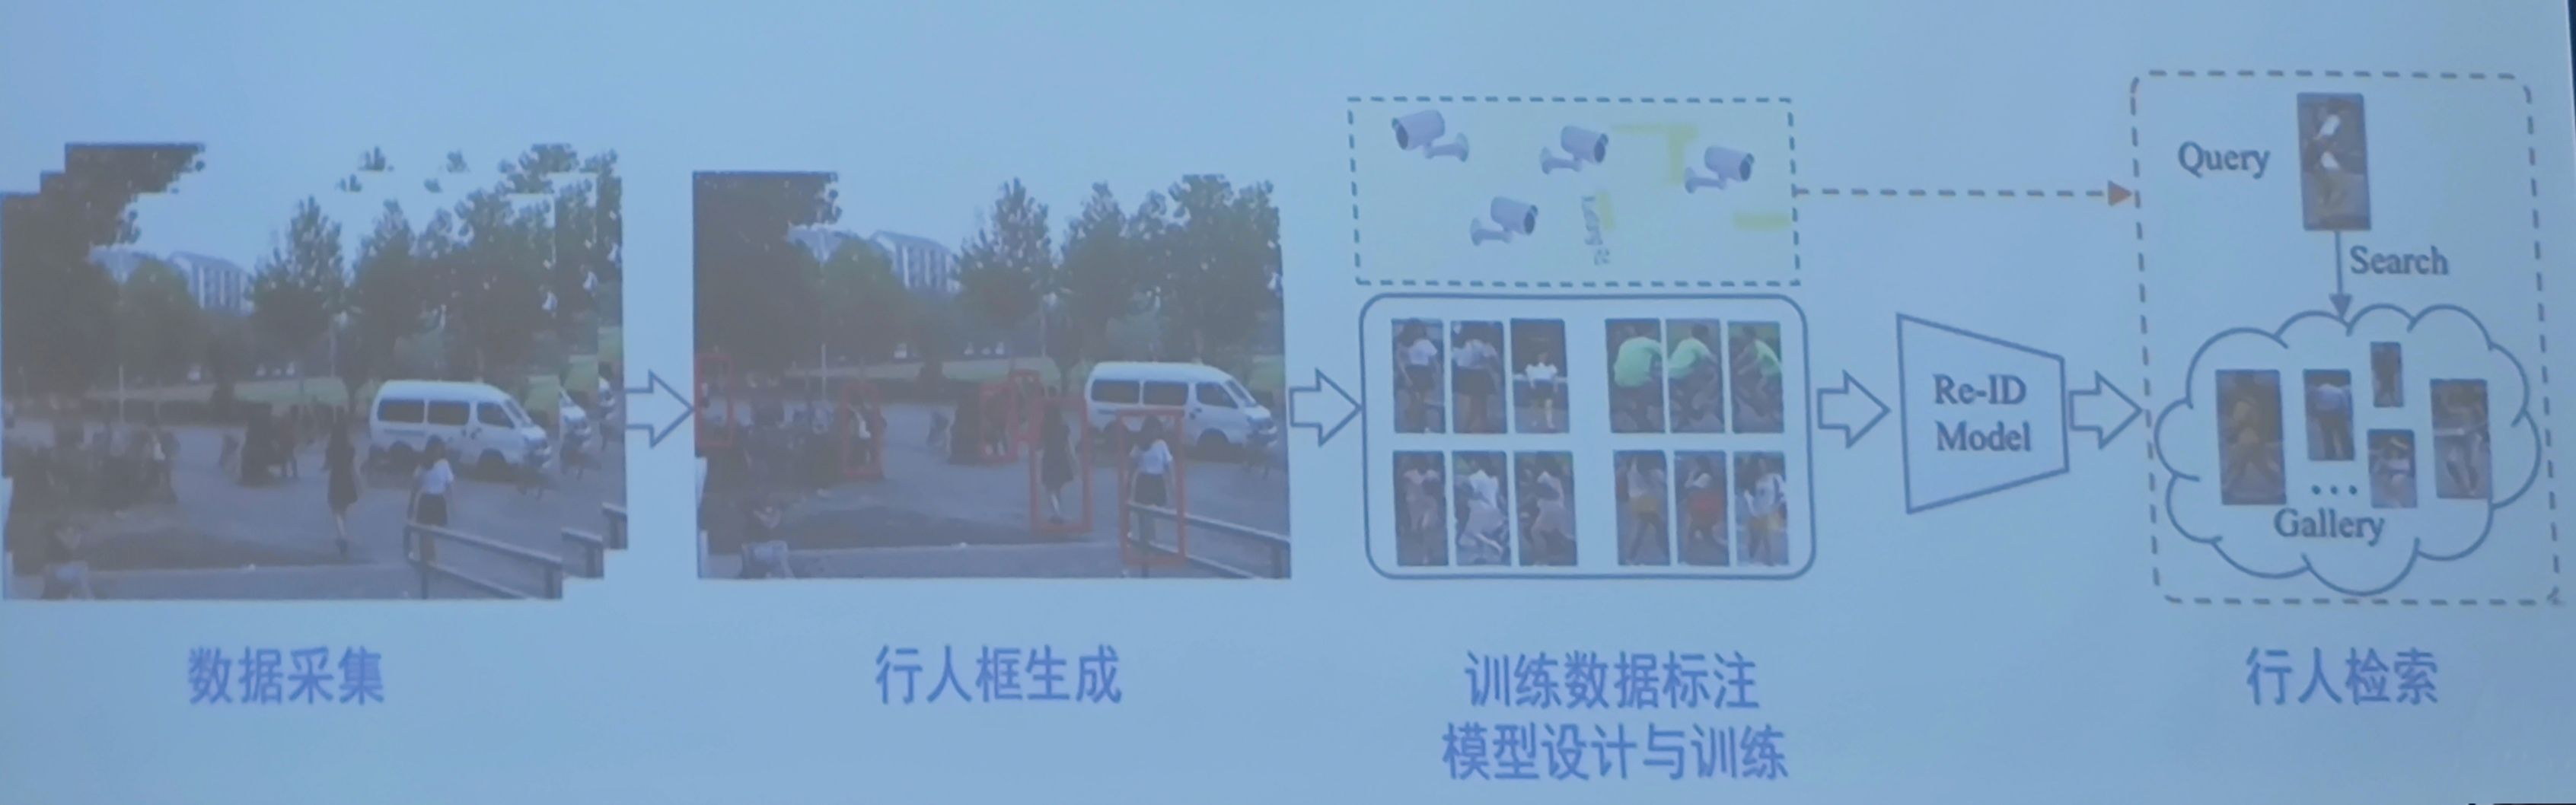 Query
Search
Re-ID
Model
Gallery
数据采集
行人框生成
训练数据标注
模型设计与训练
行人检索